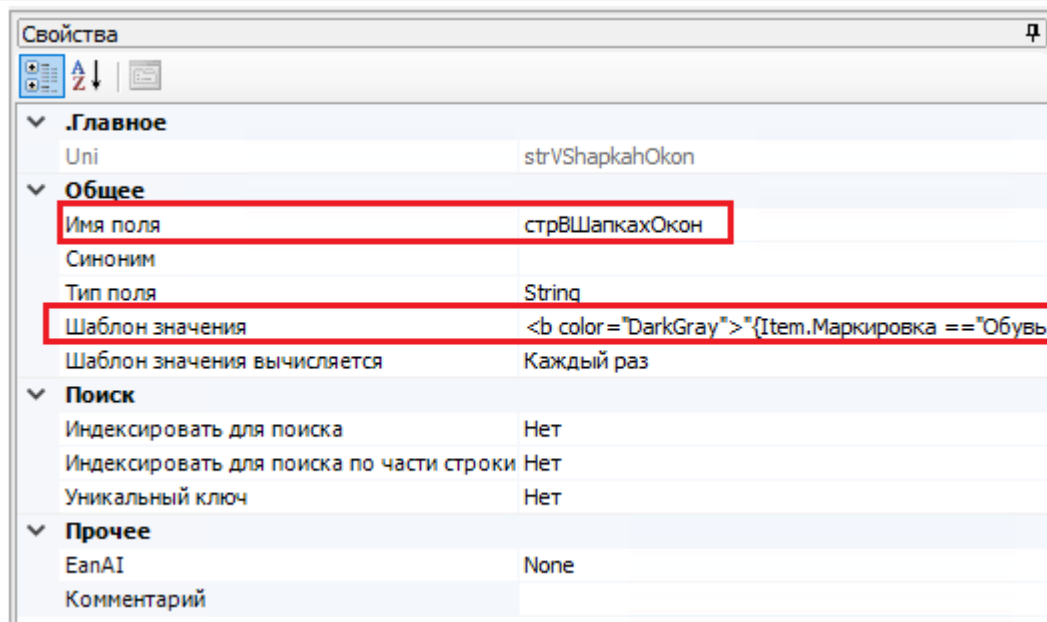 Свойства
A Z
.Главное
Uni strVShapkahOkon
Общее
Имя поля стрВШапкахОкон
Синоним
Тип поля String
Шаблон значения <b color="DarkGray">"{Item.Маркировка =="Обувь
Шаблон значения вычисляется Каждый раз
Поиск
Индексировать для поиска Нет
Индексировать для поиска по части строки Нет
Уникальный ключ Нет
Прочее
EanAI None
Комментарий